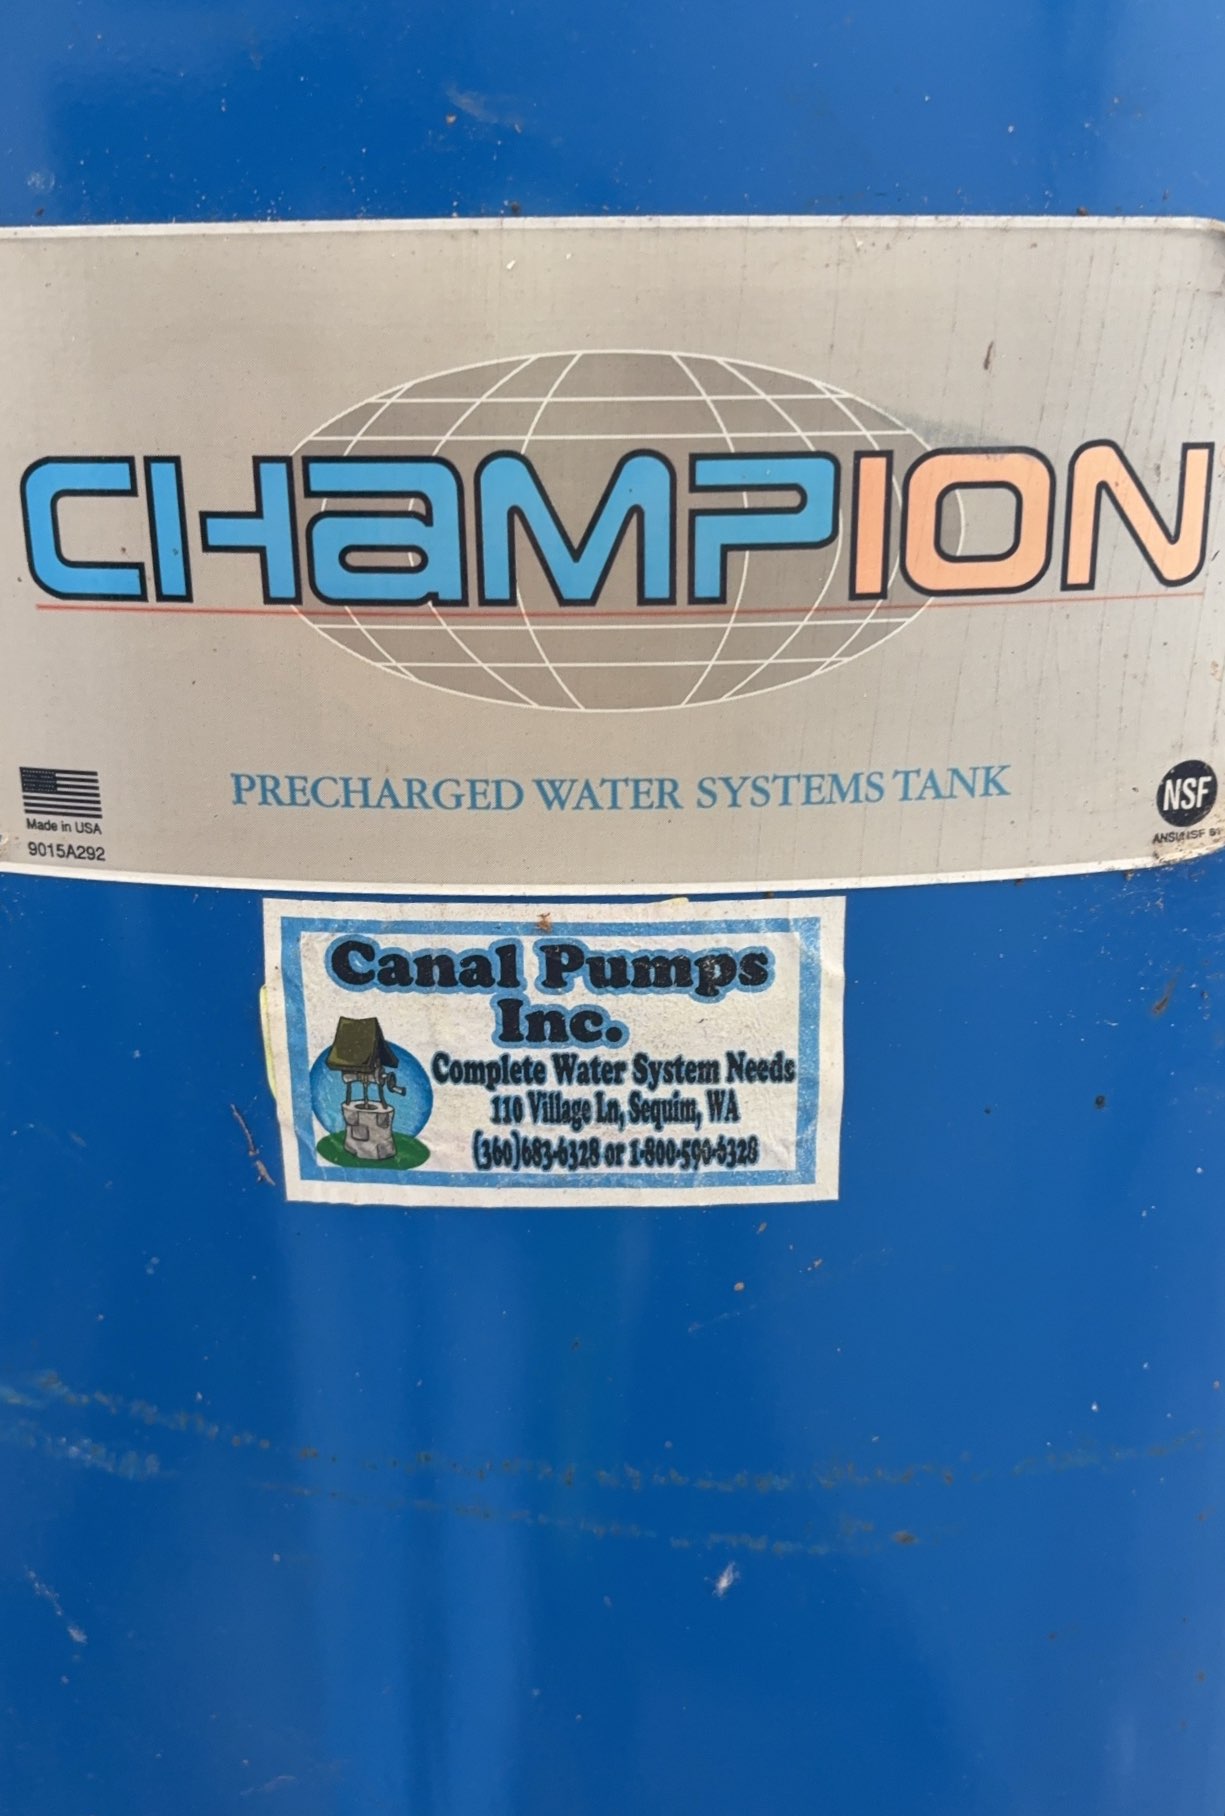 CHAMPION
PRECHARGED WATER SYSTEMS TANK
Made in USA
9015A292
NSF
Canal Pumps
Inc.
Complete Water System Needs
110 Village Ln, Sequim, WA
(360)683-6328 or 1-800-590-6328